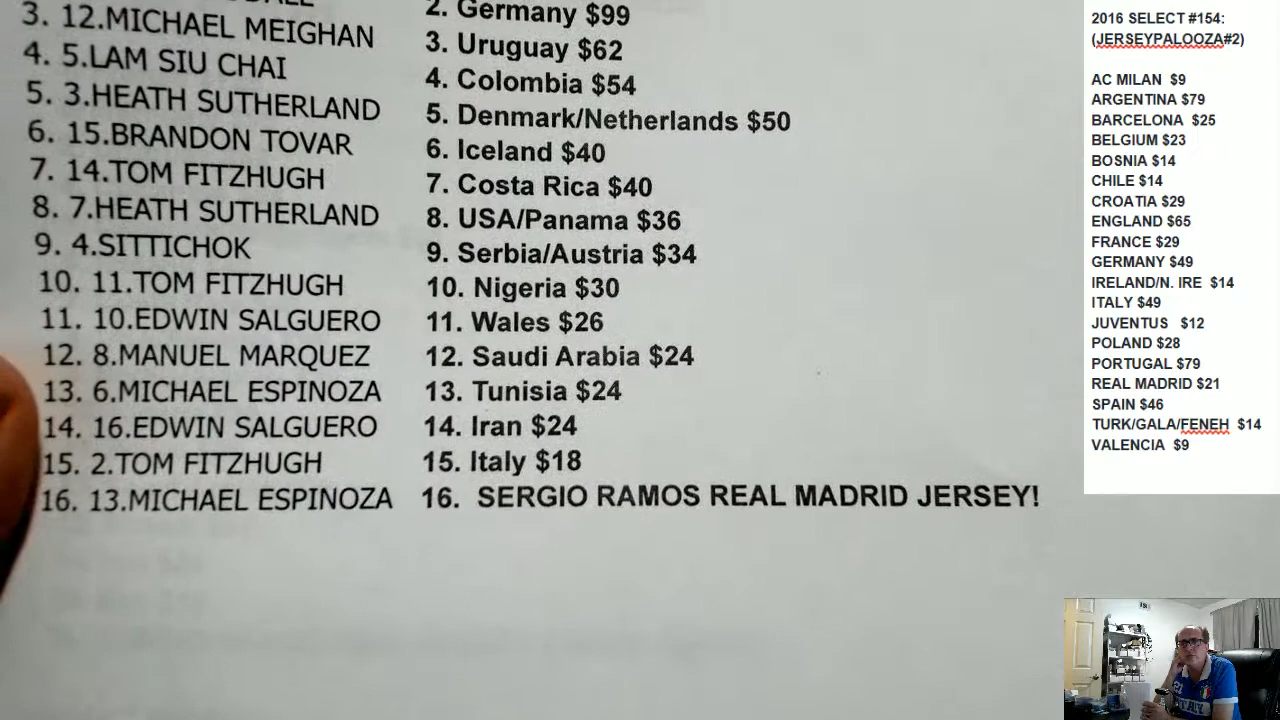 2. Germany $99
3. 12.MICHAEL MEIGHAN
3. Uruguay $62
4. 5.LAM SIU CHAI
4. Colombia $54
5. 3.HEATH SUTHERLAND
5. Denmark/Netherlands $50
6. 15.BRANDON TOVAR
6. Iceland $40
7. 14.TOM FITZHUGH
7. Costa Rica $40
8. 7.HEATH SUTHERLAND
8. USA/Panama $36
9. 4.SITTICHOK
9. Serbia/Austria $34
10. 11.TOM FITZHUGH
10. Nigeria $30
11. 10.EDWIN SALGUERO
11. Wales $26
12. 8.MANUEL MARQUEZ
12. Saudi Arabia $24
13. 6.MICHAEL ESPINOZA
13. Tunisia $24
14. 16.EDWIN SALGUERO
14. Iran $24
15. 2.TOM FITZHUGH
15. Italy $18
16. 13.MICHAEL ESPINOZA
16. SERGIO RAMOS REAL MADRID JERSEY!
2016 SELECT #154:
(JERSEYPALOOZA#2)
AC MILAN $9
ARGENTINA $79
BARCELONA $25
BELGIUM $23
BOSNIA $14
CHILE $14
CROATIA $29
ENGLAND $65
FRANCE $29
GERMANY $49
IRELAND/N. IRE $14
ITALY $49
JUVENTUS $12
POLAND $28
PORTUGAL $79
REAL MADRID $21
SPAIN $46
TURK/GALA/FENEH $14
VALENCIA $9
21